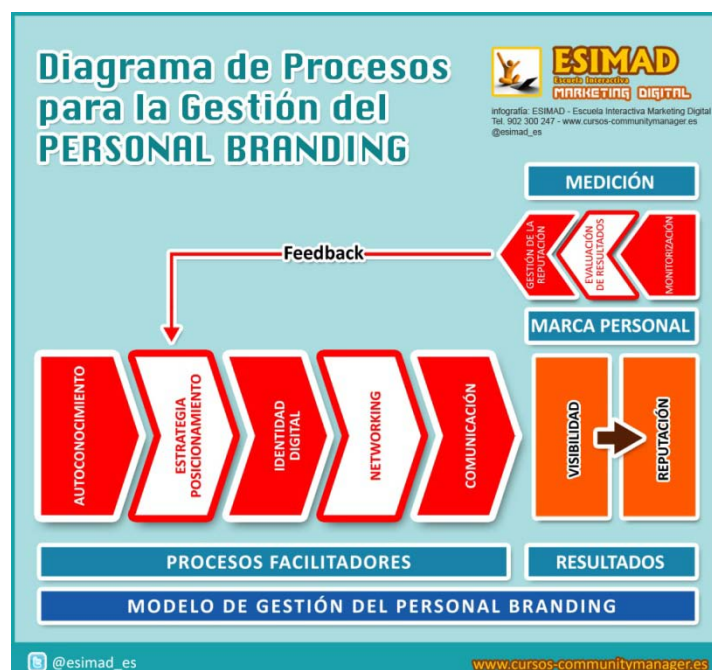 Diagrama de Procesos
para la Gestión del
PERSONAL BRANDING
ESIMAD
Escuela Interactiva
MARKETING DIGITAL
infografía: ESIMAD - Escuela Interactiva Marketing Digital
Tel. 902 300 247 - www.cursos-communitymanager.es
@esimad_es
MEDICIÓN
GESTIÓN DE LA
REPUTACIÓN
EVALUACIÓN
DE RESULTADOS
MONITORIZACIÓN
Feedback
MARCA PERSONAL
AUTOCONOCIMIENTO
ESTRATEGIA
POSICIONAMIENTO
IDENTIDAD
DIGITAL
NETWORKING
COMUNICACIÓN
VISIBILIDAD
REPUTACIÓN
PROCESOS FACILITADORES
RESULTADOS
MODELO DE GESTIÓN DEL PERSONAL BRANDING
@esimad_es
www.cursos-communitymanager.es